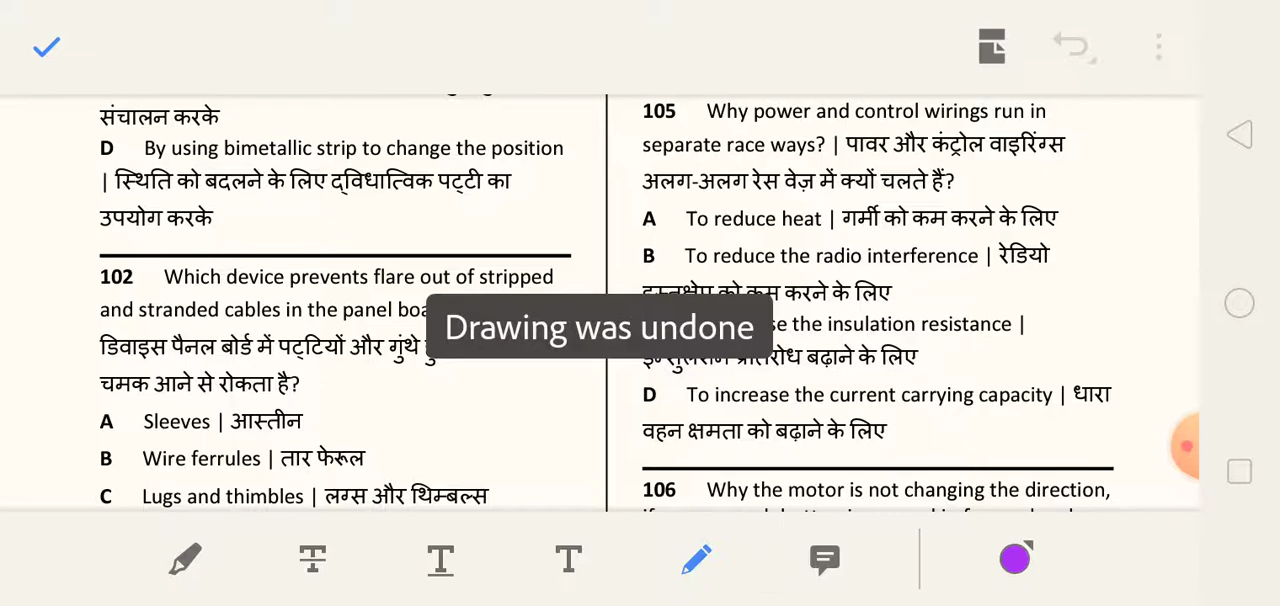 संचालन करके
D By using bimetallic strip to change the position
| स्थिति को बदलने के लिए द्विधात्विक पट्टी का
उपयोग करके
102 Which device prevents flare out of stripped
and stranded cables in the panel
डिवाइस पैनल बोर्ड में पट्टियों और गुंथे
चमक आने से रोकता है?
A Sleeves | आस्तीन
B Wire ferrules | तार फेरूल
C Lugs and thimbles | लग्स और थिम्बल्स
105 Why power and control wirings run in
separate race ways? | पावर और कंट्रोल वाइरिंग्स
अलग-अलग रेस वेज़ में क्यों चलते हैं?
A To reduce heat | गर्मी को कम करने के लिए
B To reduce the radio interference | रेडियो
हस्तक्षेप को कम करने के लिए
the insulation resistance |
प्रतिरोध बढ़ाने के लिए
D To increase the current carrying capacity | धारा
वहन क्षमता को बढ़ाने के लिए
106 Why the motor is not changing the direction,
Drawing was undone